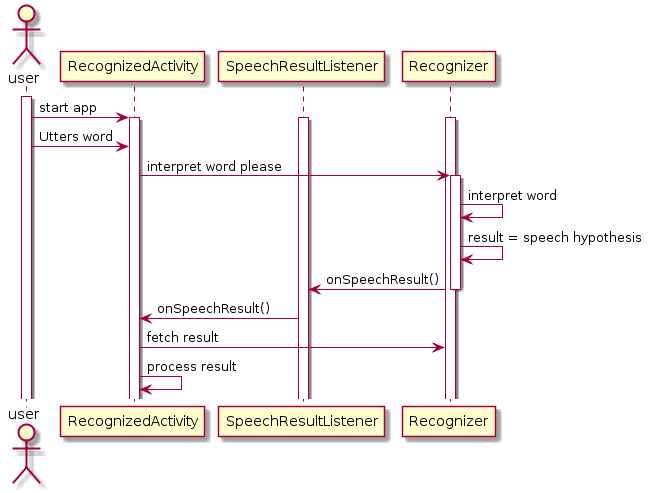 user
RecognizedActivity
SpeechResultListener
Recognizer
start app
Utters word
interpret word please
interpret word
result = speech hypothesis
onSpeechResult()
onSpeechResult()
fetch result
process result
user
RecognizedActivity
SpeechResultListener
Recognizer